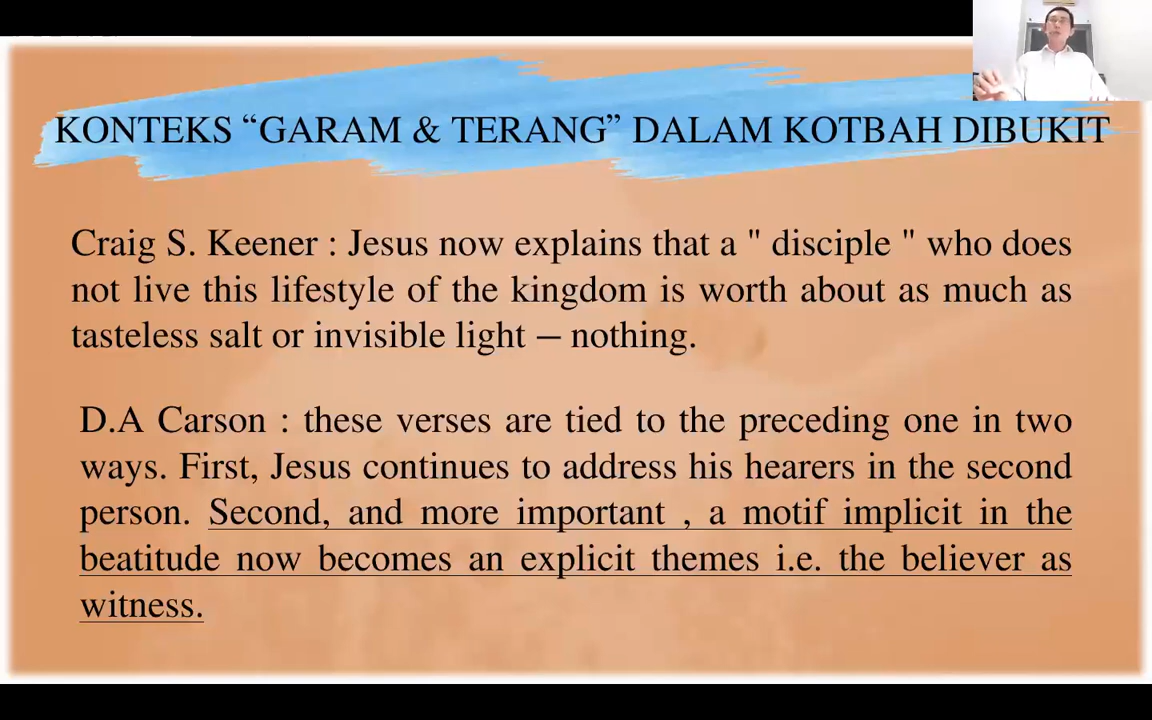 KONTEKS “GARAM & TERANG” DALAM KOTBAH DIBUKIT
Craig S. Keener : Jesus now explains that a " disciple " who does
not live this lifestyle of the kingdom is worth about as much as
tasteless salt or invisible light – nothing.
D.A Carson : these verses are tied to the preceding one in two
ways. First, Jesus continues to address his hearers in the second
person. Second, and more important , a motif implicit in the
beatitude now becomes an explicit themes i.e. the believer as
witness.